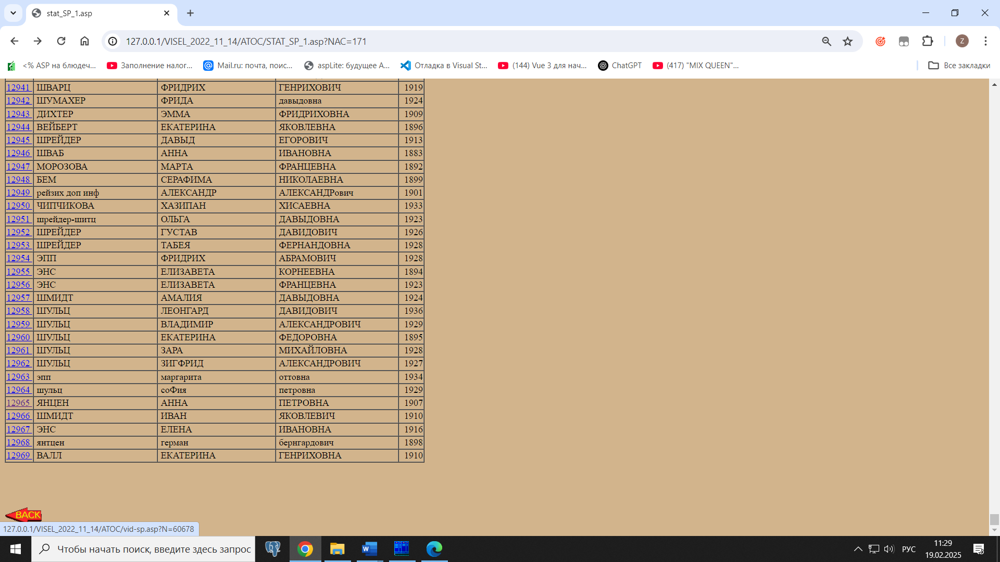 stat_SP_1.asp
127.0.0.1/VISEL_2022_11_14/ATOC/STAT_SP_1.asp?NAC=171
Z
<% ASP на блюдеч... Заполнение налог... Mail.ru: почта, поис... aspLite: будущее A... Отладка в Visual St... (144) Vue 3 для нач... ChatGPT (417) "MIX QUEEN"... Все закладки
12941 ШВАРЦ ФРИДРИХ ГЕНРИХОВИЧ 1919
12942 ШУМАХЕР ФРИДА давыдовна 1924
12943 ДИХТЕР ЭММА ФРИДРИХОВНА 1909
12944 ВЕЙБЕРТ ЕКАТЕРИНА ЯКОВЛЕВНА 1896
12945 ШРЕЙДЕР ДАВЫД ЕГОРОВИЧ 1913
12946 ШВАБ АННА ИВАНОВНА 1883
12947 МОРОЗОВА МАРТА ФРАНЦЕВНА 1892
12948 БЕМ СЕРАФИМА НИКОЛАЕВНА 1899
12949 рейзих доп инф АЛЕКСАНДР АЛЕКСАНДРович 1901
12950 ЧИПЧИКОВА ХАЗИПАН ХИСАЕВНА 1933
12951 шрейдер-шитц ОЛЬГА ДАВЫДОВНА 1923
12952 ШРЕЙДЕР ГУСТАВ ДАВИДОВИЧ 1926
12953 ШРЕЙДЕР ТАБЕЯ ФЕРНАНДОВНА 1928
12954 ЭПП ФРИДРИХ АБРАМОВИЧ 1928
12955 ЭНС ЕЛИЗАВЕТА КОРНЕЕВНА 1894
12956 ЭНС ЕЛИЗАВЕТА ФРАНЦЕВНА 1923
12957 ШМИДТ АМАЛИЯ ДАВЫДОВНА 1924
12958 ШУЛЬЦ ЛЕОНГАРД ДАВИДОВИЧ 1936
12959 ШУЛЬЦ ВЛАДИМИР АЛЕКСАНДРОВИЧ 1929
12960 ШУЛЬЦ ЕКАТЕРИНА ФЕДОРОВНА 1895
12961 ШУЛЬЦ ЗАРА МИХАЙЛОВНА 1928
12962 ШУЛЬЦ ЗИГФРИД АЛЕКСАНДРОВИЧ 1927
12963 эпп маргарита оттовна 1934
12964 шульц соФия петровна 1929
12965 ЯНЦЕН АННА ПЕТРОВНА 1907
12966 ШМИДТ ИВАН ЯКОВЛЕВИЧ 1910
12967 ЭНС ЕЛЕНА ИВАНОВНА 1916
12968 янтцен герман бернгардович 1898
12969 ВАЛЛ ЕКАТЕРИНА ГЕНРИХОВНА 1910
BACK
127.0.0.1/VISEL_2022_11_14/ATOC/vid-sp.asp?N=60678
Чтобы начать поиск, введите здесь запрос
РУС
11:29
19.02.2025